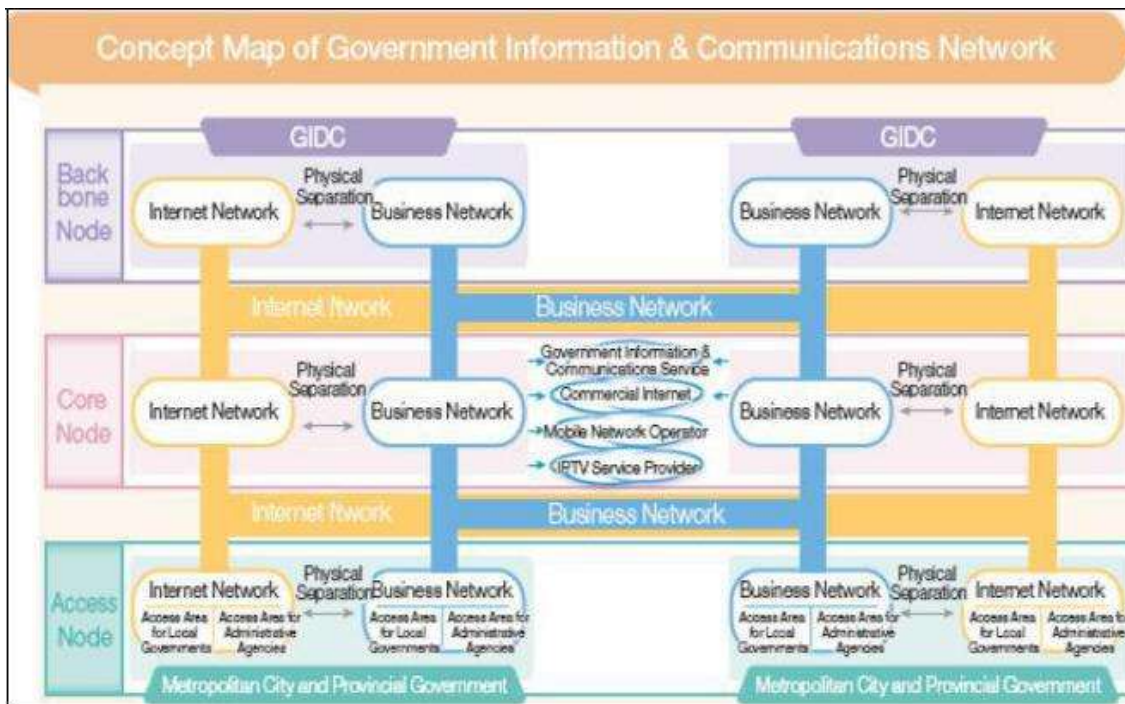 Concept Map of Government Information & Communications Network
GIDC
GIDC
Back
bone
Node
Internet Network
Physical
Separation
Business Network
Business Network
Physical
Separation
Internet Network
Internet ftwork
Business Network
Core
Node
Internet Network
Physical
Separation
Business Network
Government Information &
Communications Service
Commercial Internet
Mobile Network Operator
IPTV Service Provider
Business Network
Physical
Separation
Internet Network
Internet ftwork
Business Network
Access
Node
Internet Network
Access Area
for Local
Governments
Access Area for
Administrative
Agencies
Physical
Separation
Business Network
Access Area
for Local
Governments
Access Area for
Administrative
Agencies
Business Network
Access Area
for Local
Governments
Access Area for
Administrative
Agencies
Physical
Separation
Internet Network
Access Area
for Local
Governments
Access Area for
Administrative
Agencies
Metropolitan City and Provincial Government
Metropolitan City and Provincial Government